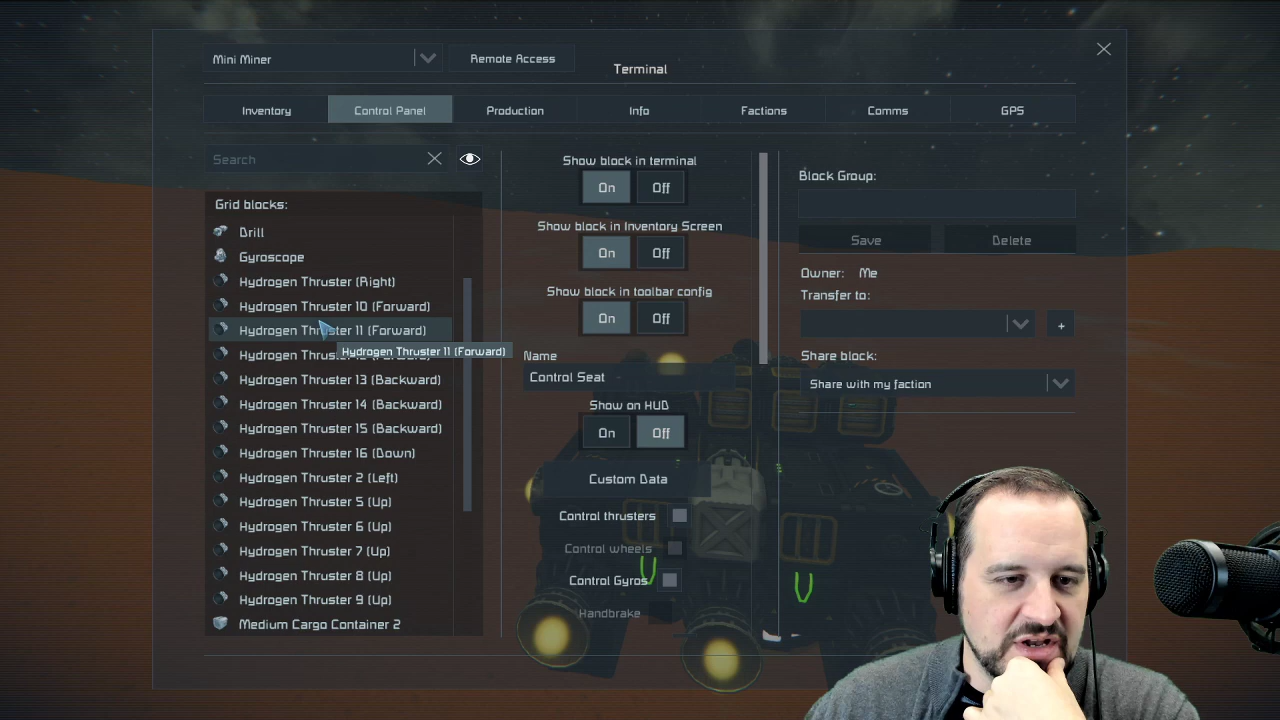 Mini Miner
Remote Access
Terminal
Inventory
Control Panel
Production
Info
Factions
Comms
GPS
Search
Grid blocks:
Drill
Gyroscope
Hydrogen Thruster (Right)
Hydrogen Thruster 10 (Forward)
Hydrogen Thruster 11 (Forward)
Hydrogen Thruster 11 (Forward)
Hydrogen Thrus
Hydrogen Thruster 13 (Backward)
Hydrogen Thruster 14 (Backward)
Hydrogen Thruster 15 (Backward)
Hydrogen Thruster 16 (Down)
Hydrogen Thruster 2 (Left)
Hydrogen Thruster 5 (Up)
Hydrogen Thruster 6 (Up)
Hydrogen Thruster 7 (Up)
Hydrogen Thruster 8 (Up)
Hydrogen Thruster 9 (Up)
Medium Cargo Container 2
Show block in terminal
On Off
Show block in Inventory Screen
On Off
Show block in toolbar config
On Off
Name
Control Seat
Show on HUD
On Off
Custom Data
Control thrusters
Control wheels
Control Gyros
Handbrake
Block Group:
Save
Delete
Owner: Me
Transfer to:
+
Share block:
Share with my faction